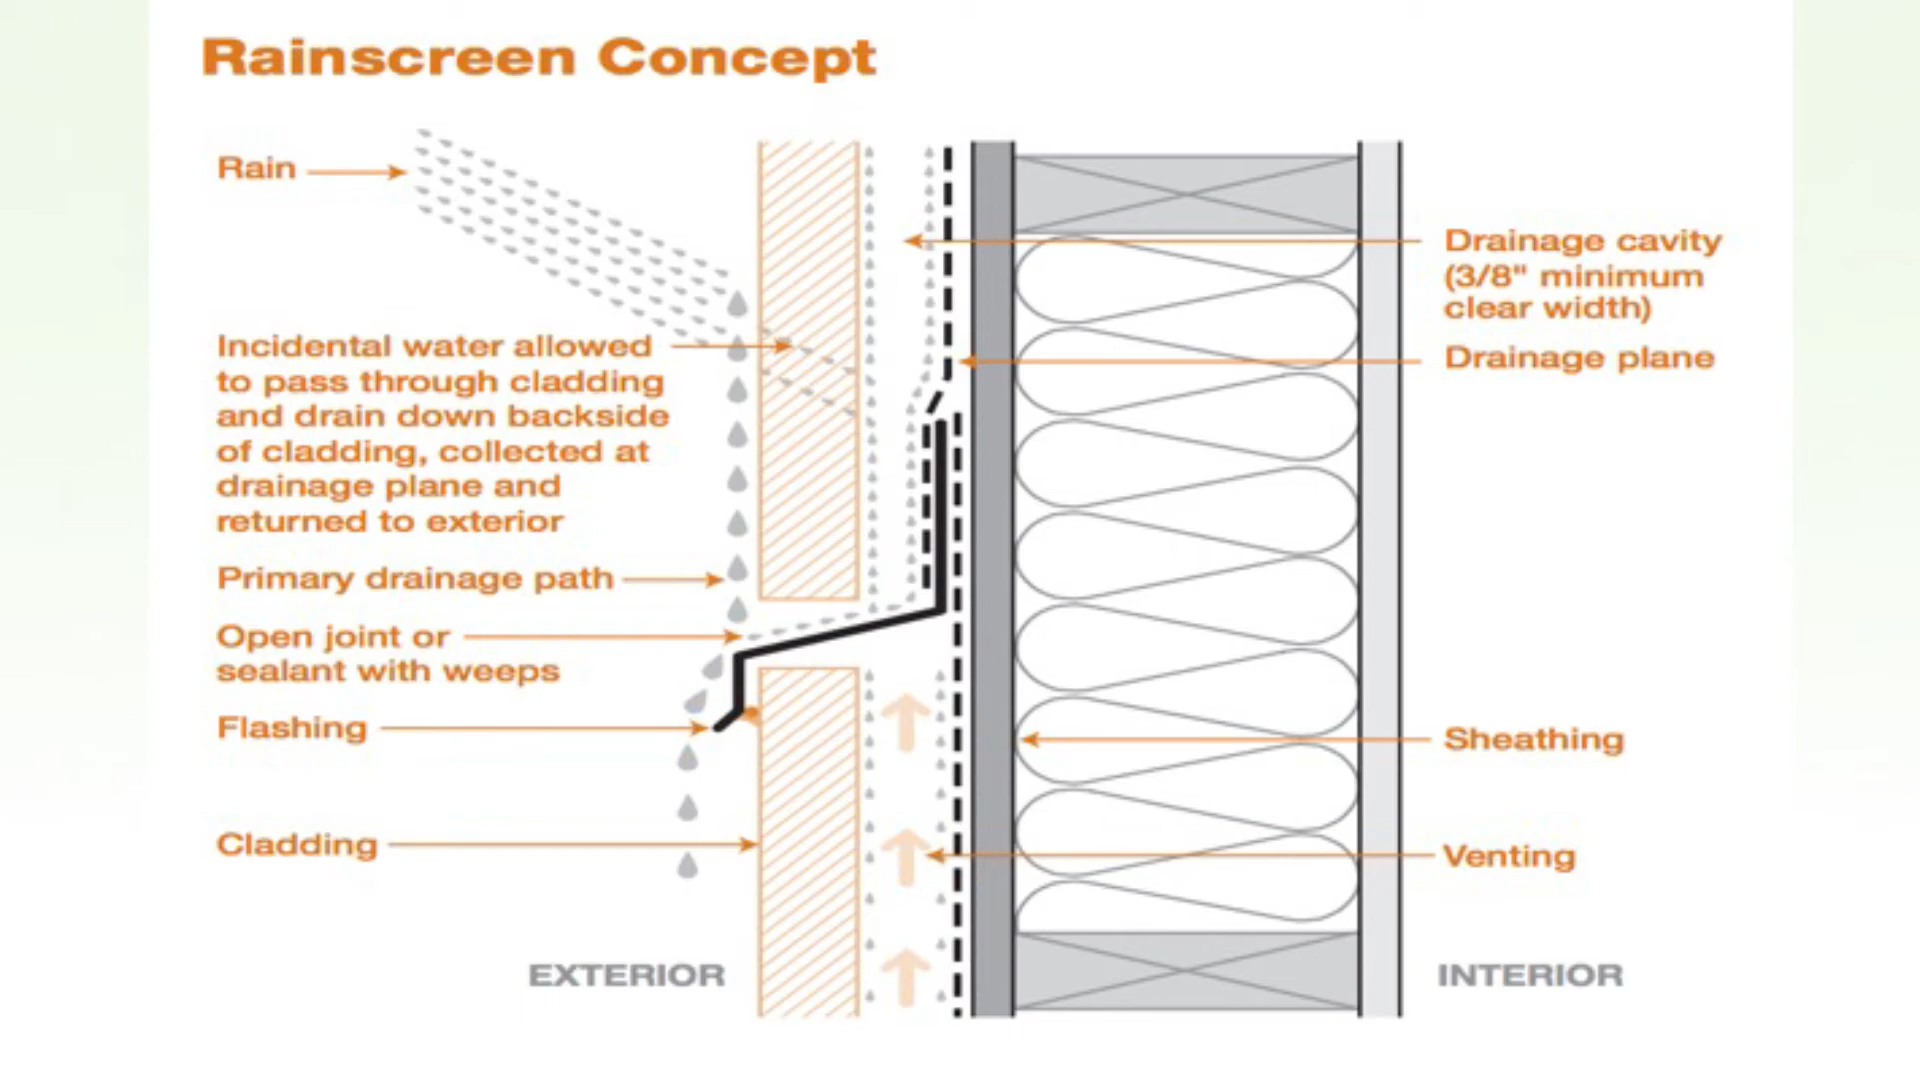 Rainscreen Concept
Rain
Incidental water allowed
to pass through cladding
and drain down backside
of cladding, collected at
drainage plane and
returned to exterior
Primary drainage path
Open joint or
sealant with weeps
Flashing
Cladding
EXTERIOR
Drainage cavity
(3/8" minimum
clear width)
Drainage plane
Sheathing
Venting
INTERIOR